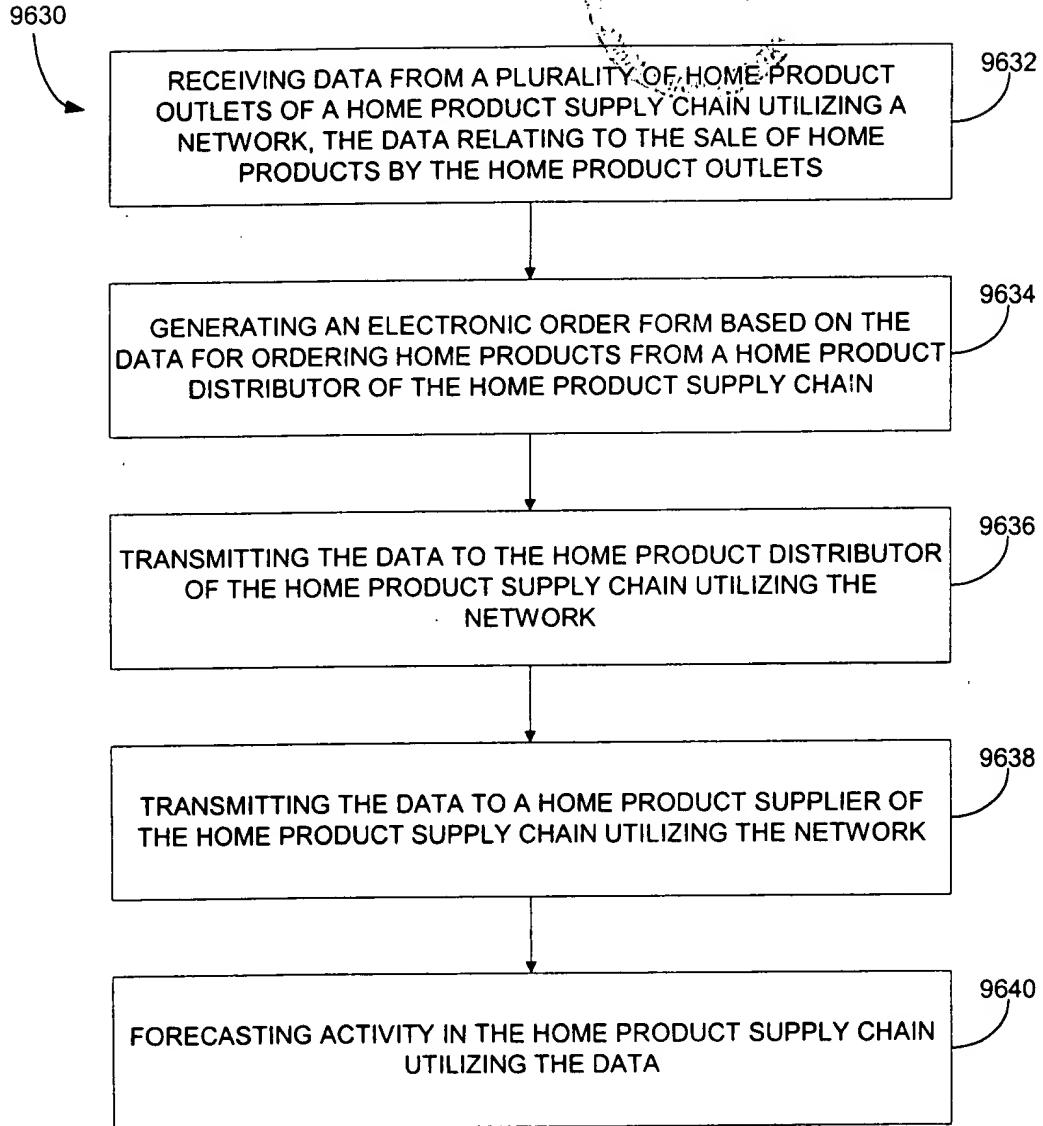 9630
9632
RECEIVING DATA FROM A PLURALITY OF HOME PRODUCT
OUTLETS OF A HOME PRODUCT SUPPLY CHAIN UTILIZING A
NETWORK, THE DATA RELATING TO THE SALE OF HOME
PRODUCTS BY THE HOME PRODUCT OUTLETS
9634
GENERATING AN ELECTRONIC ORDER FORM BASED ON THE
DATA FOR ORDERING HOME PRODUCTS FROM A HOME PRODUCT
DISTRIBUTOR OF THE HOME PRODUCT SUPPLY CHAIN
9636
TRANSMITTING THE DATA TO THE HOME PRODUCT DISTRIBUTOR
OF THE HOME PRODUCT SUPPLY CHAIN UTILIZING THE
NETWORK
9638
TRANSMITTING THE DATA TO A HOME PRODUCT SUPPLIER OF
THE HOME PRODUCT SUPPLY CHAIN UTILIZING THE NETWORK
9640
FORECASTING ACTIVITY IN THE HOME PRODUCT SUPPLY CHAIN
UTILIZING THE DATA